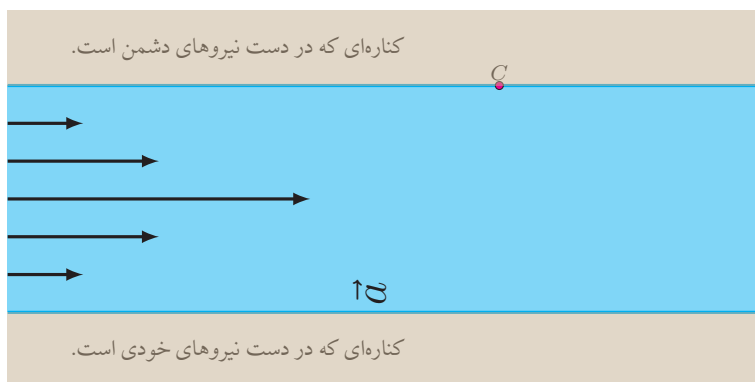 کناره‌ای که در دست نیروهای دشمن است.
C
a⃗
کناره‌ای که در دست نیروهای خودی است.